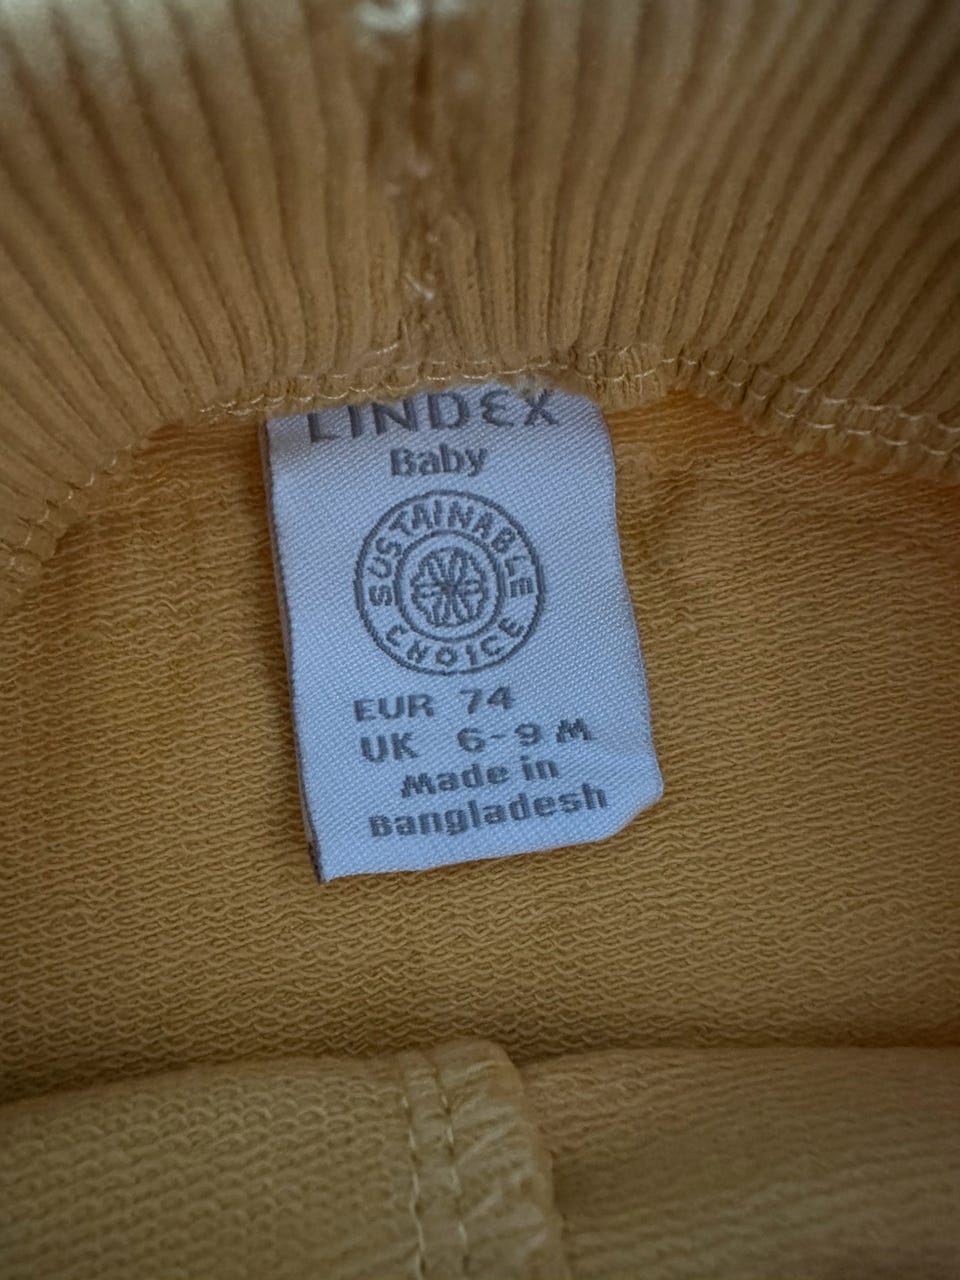 LINDEX
Baby
SUSTAINABLE
CHOICE
EUR 74
UK 6-9 M
Made in
Bangladesh